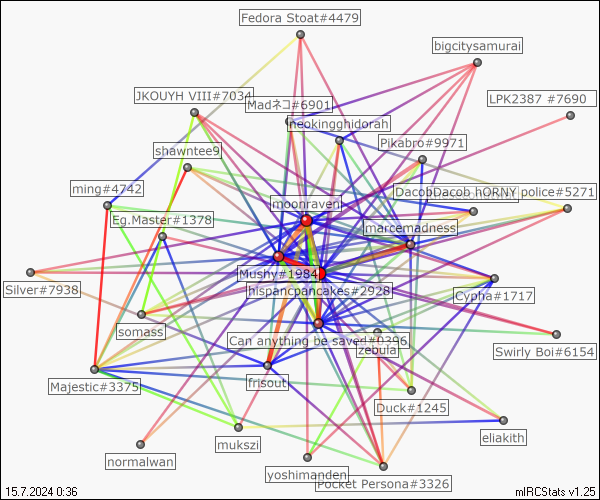 Fedora Stoat#4479
bigcitysamurai
JKOUYH VIII#7034
LPK2387 #7690
Madネコ#6901
neokingghidorah
Pikabro#9971
shawntee9
ming#4742
Dacob
Dacob hORNY police#5271
moonraven
Eg.Master#1378
marcemadness
Mushy#1984
Silver#7938
hispancpancakes#2928
Cypha#1717
somass
Can anything be saved#0396
zebula
Swirly Boi#6154
Majestic#3375
frisout
Duck#1245
mukszi
eliakith
normalwan
yoshimanden
Pocket Persona#3326
15.7.2024 0:36
mIRCStats v1.25